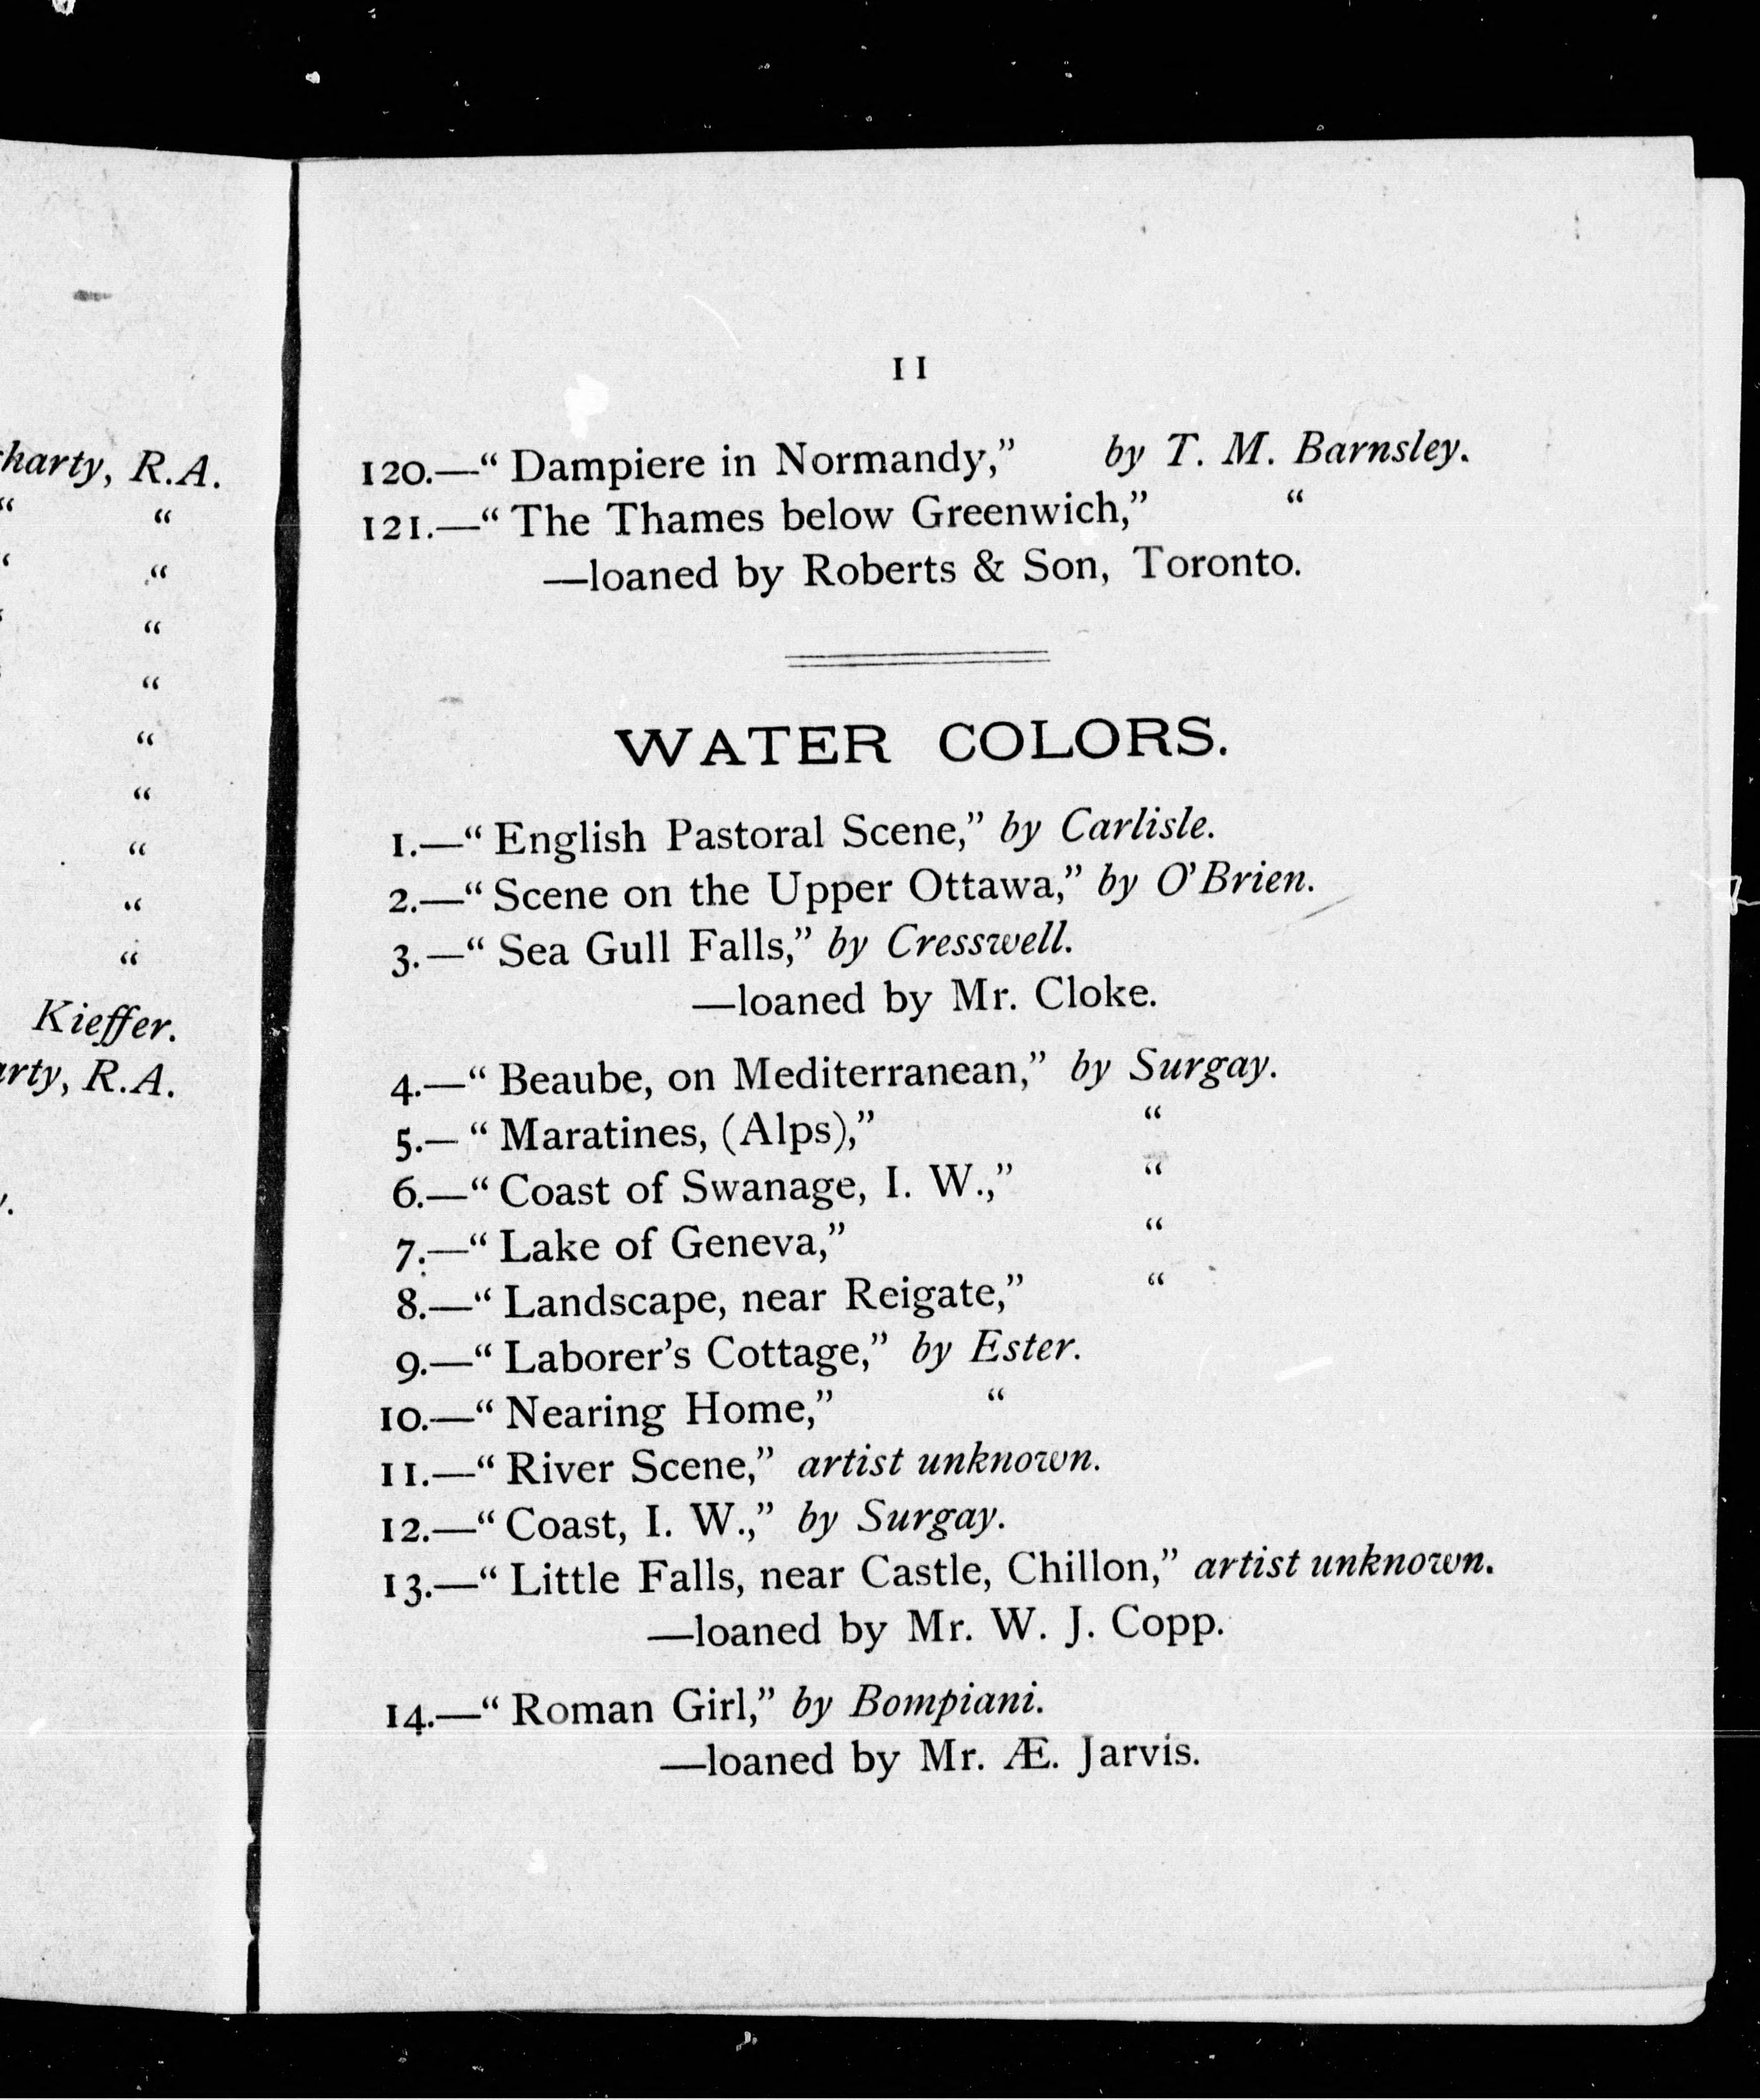 harty, R.A.
“ “
“ “
“
“
“
“
“
“
“
Kieffer.
arty, R.A.
11
120.—“ Dampiere in Normandy,” by T. M. Barnsley.
121.—“ The Thames below Greenwich,” “
—loaned by Roberts & Son, Toronto.
WATER COLORS.
1.—“ English Pastoral Scene,” by Carlisle.
2.—“ Scene on the Upper Ottawa,” by O’Brien.
3.—“ Sea Gull Falls,” by Cresswell.
—loaned by Mr. Cloke.
4.—“ Beaube, on Mediterranean,” by Surgay.
5.—“ Maratines, (Alps),” “
6.—“ Coast of Swanage, I. W.,” “
7.—“ Lake of Geneva,” “
8.—“ Landscape, near Reigate,” “
9.—“ Laborer’s Cottage,” by Ester.
10.—“ Nearing Home,” “
11.—“ River Scene,” artist unknown.
12.—“ Coast, I. W.,” by Surgay.
13.—“ Little Falls, near Castle, Chillon,” artist unknown.
—loaned by Mr. W. J. Copp.
14.—“ Roman Girl,” by Bompiani.
—loaned by Mr. Æ. Jarvis.